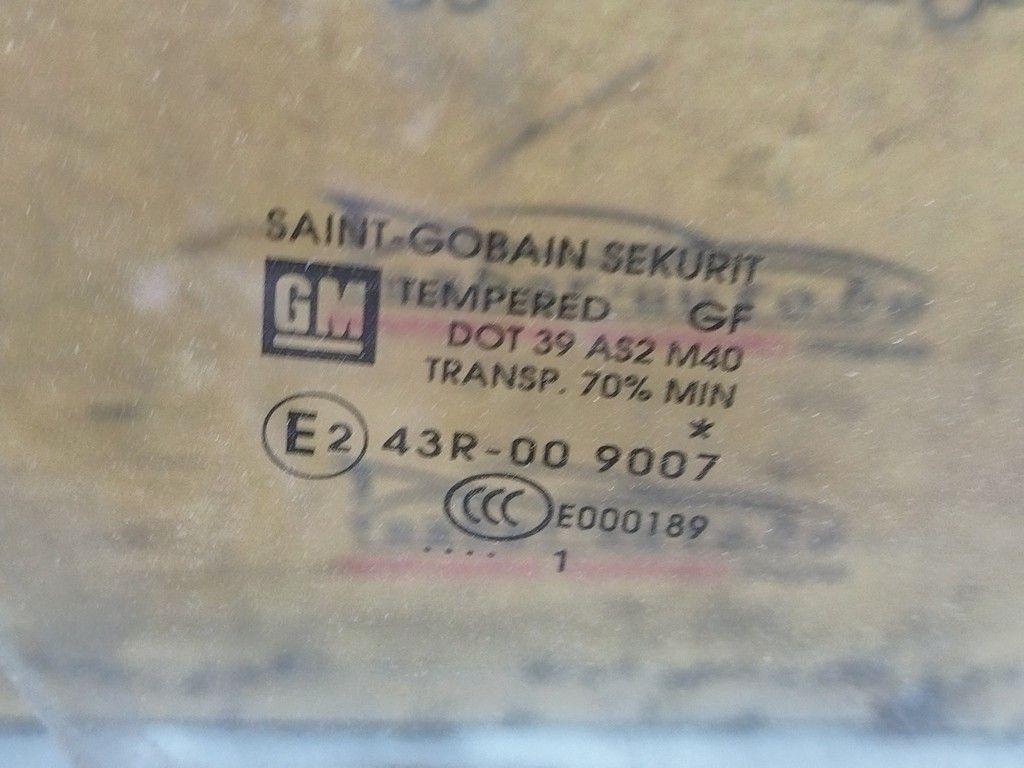 SAINT-GOBAIN SEKURIT
GM TEMPERED GF
DOT 39 AS2 M40
TRANSP. 70% MIN
*
E2 43R-00 9007
CCC E000189
.... 1